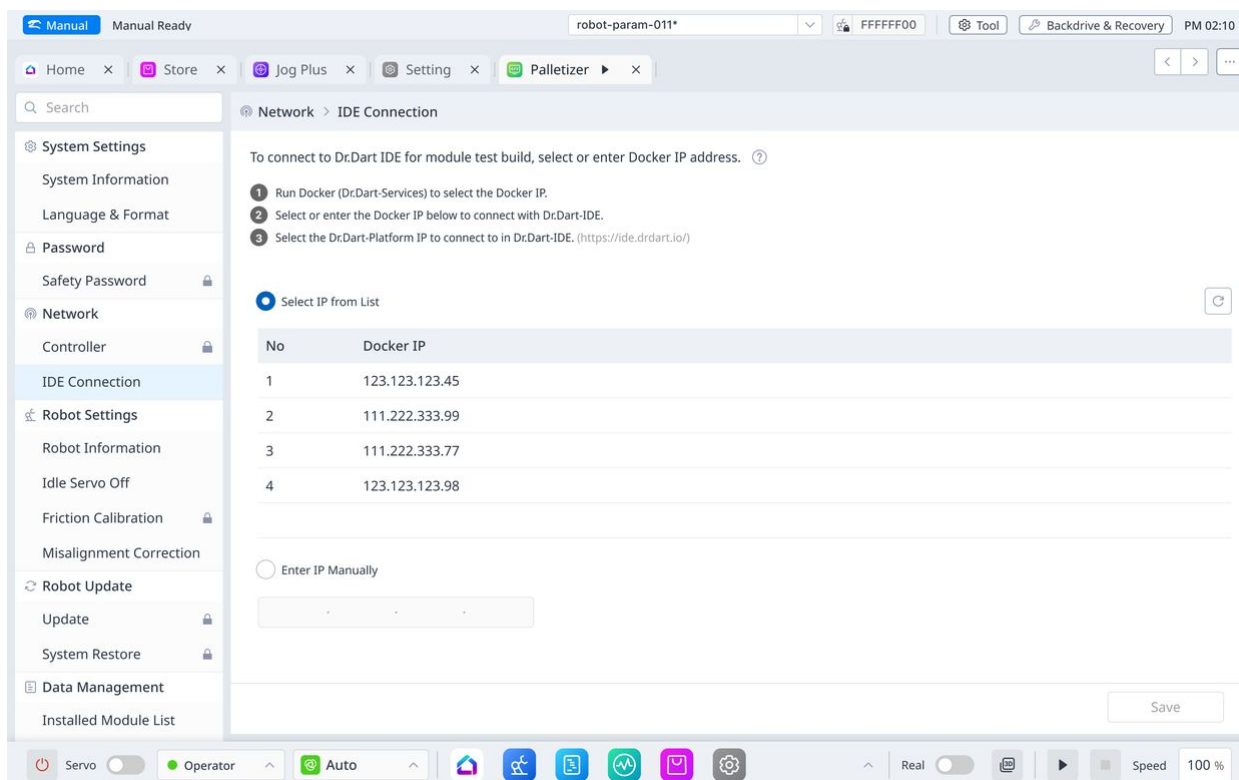 Manual Manual Ready robot-param-011* FFFFFF00 Tool Backdrive & Recovery PM 02:10
Home × Store × Jog Plus × Setting × Palletizer ×
Search
Network > IDE Connection
System Settings
To connect to Dr.Dart IDE for module test build, select or enter Docker IP address. ?
System Information
1 Run Docker (Dr.Dart-Services) to select the Docker IP.
Language & Format
2 Select or enter the Docker IP below to connect with Dr.Dart-IDE.
3 Select the Dr.Dart-Platform IP to connect to in Dr.Dart-IDE. (https://ide.drdart.io/)
Password
Safety Password
Select IP from List
Network
Controller
No Docker IP
IDE Connection
1 123.123.123.45
Robot Settings
2 111.222.333.99
Robot Information
3 111.222.333.77
Idle Servo Off
4 123.123.123.98
Friction Calibration
Misalignment Correction
Enter IP Manually
Robot Update
Update
. . .
System Restore
Data Management
Installed Module List
Save
Servo Operator Auto Real 3D Speed 100 %